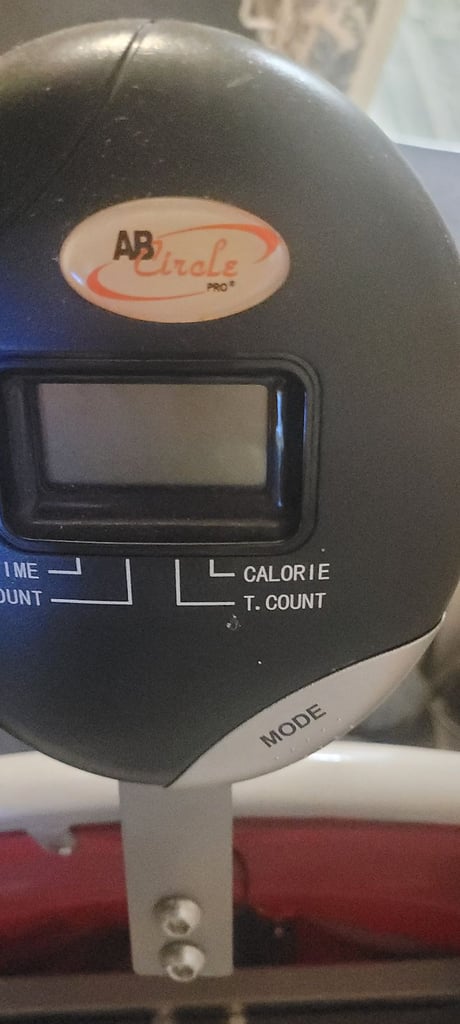 AB
Circle
PRO®
IME
CALORIE
OUNT
T.COUNT
MODE